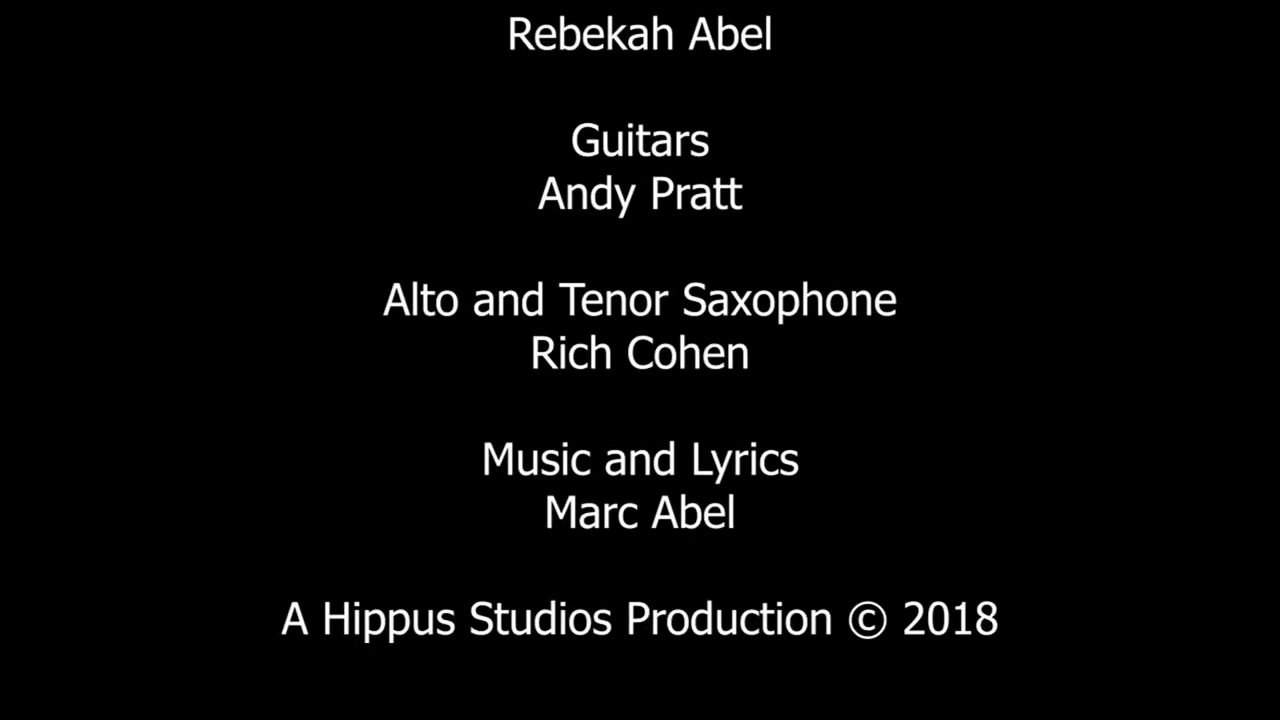 Rebekah Abel
Guitars
Andy Pratt
Alto and Tenor Saxophone
Rich Cohen
Music and Lyrics
Marc Abel
A Hippus Studios Production © 2018